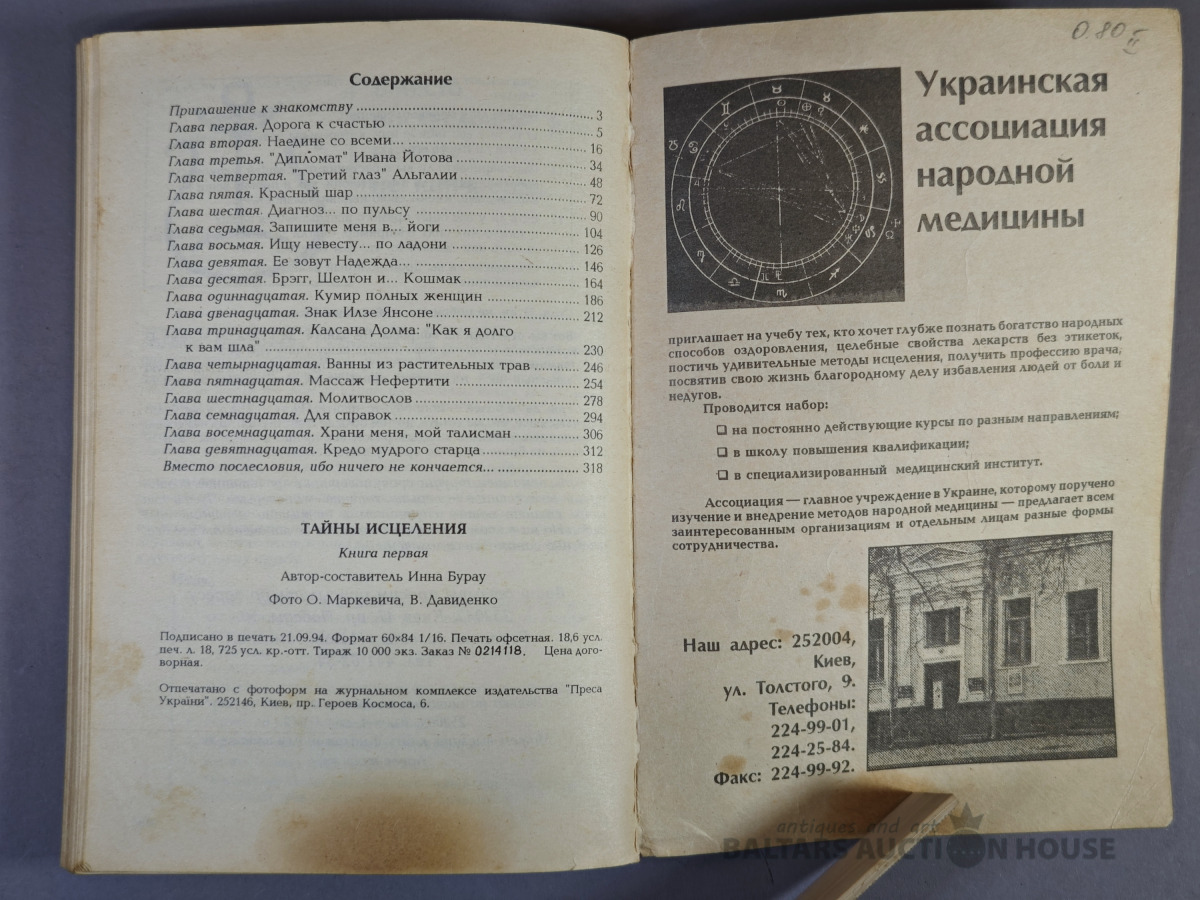 Содержание
Приглашение к знакомству ........ 3
Глава первая. Дорога к счастью ........ 5
Глава вторая. Наедине со всеми... ........ 16
Глава третья. "Дипломат" Ивана Йотова ........ 34
Глава четвертая. "Третий глаз" Альгалии ........ 48
Глава пятая. Красный шар ........ 72
Глава шестая. Диагноз... по пульсу ........ 90
Глава седьмая. Запишите меня в... йоги ........ 104
Глава восьмая. Ищу невесту... по ладони ........ 126
Глава девятая. Ее зовут Надежда... ........ 146
Глава десятая. Брэгг, Шелтон и... Кошмак ........ 164
Глава одиннадцатая. Кумир полных женщин ........ 186
Глава двенадцатая. Знак Илзе Янсоне ........ 212
Глава тринадцатая. Калсана Долма: "Как я долго
к вам шла" ........ 230
Глава четырнадцатая. Ванны из растительных трав ........ 246
Глава пятнадцатая. Массаж Нефертити ........ 254
Глава шестнадцатая. Молитвослов ........ 278
Глава семнадцатая. Для справок ........ 294
Глава восемнадцатая. Храни меня, мой талисман ........ 306
Глава девятнадцатая. Кредо мудрого старца ........ 312
Вместо послесловия, ибо ничего не кончается... ........ 318
ТАЙНЫ ИСЦЕЛЕНИЯ
Книга первая
Автор-составитель Инна Бурау
Фото О. Маркевича, В. Давиденко
Подписано в печать 21.09.94. Формат 60×84 1/16. Печать офсетная. 18,6 усл.
печ. л. 18, 725 усл. кр.-отт. Тираж 10 000 экз. Заказ № 0214118. Цена дого-
ворная.
Отпечатано с фотоформ на журнальном комплексе издательства "Преса
України". 252146, Киев, пр. Героев Космоса, 6.
0.80
Украинская
ассоциация
народной
медицины
приглашает на учебу тех, кто хочет глубже познать богатство народных
способов оздоровления, целебные свойства лекарств без этикеток,
постичь удивительные методы исцеления, получить профессию врача,
посвятив свою жизнь благородному делу избавления людей от боли и
недугов.
Проводится набор:
❑ на постоянно действующие курсы по разным направлениям;
❑ в школу повышения квалификации;
❑ в специализированный медицинский институт.
Ассоциация — главное учреждение в Украине, которому поручено
изучение и внедрение методов народной медицины — предлагает всем
заинтересованным организациям и отдельным лицам разные формы
сотрудничества.
Наш адрес: 252004,
Киев,
ул. Толстого, 9.
Телефоны:
224-99-01,
224-25-84.
Факс: 224-99-92.
antiques and art
BALTARS AUCTION HOUSE